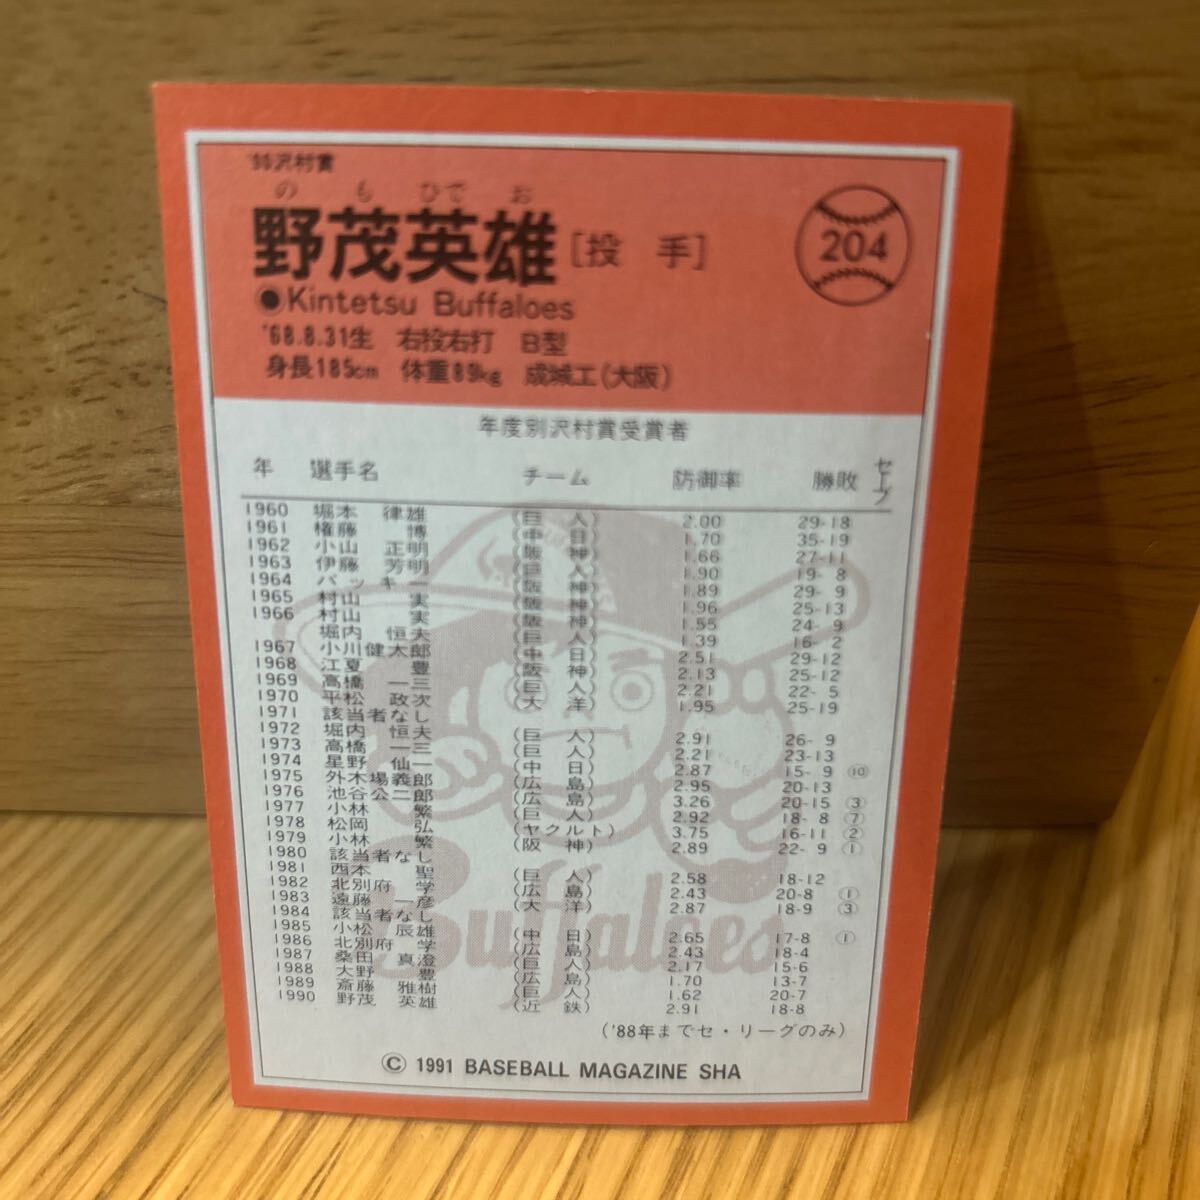 '90沢村賞
のもひでお
野茂英雄 [投手]
204
●Kintetsu Buffaloes
'68.8.31生 右投右打 B型
身長185cm 体重89kg 成城工(大阪)
年度別沢村賞受賞者
年 選手名 チーム 防御率 勝敗 セーブ
1960 堀本律雄 (巨人) 2.00 29-18
1961 権藤博 (中日) 1.70 35-19
1962 小山正明 (阪神) 1.66 27-11
1963 伊藤芳明 (巨人) 1.90 19-8
1964 バッキー (阪神) 1.89 29-9
1965 村山実 (阪神) 1.96 25-13
1966 村山実 (阪神) 1.55 24-9
堀内恒夫 (巨人) 1.39 16-2
1967 小川健太郎 (中日) 2.51 29-12
1968 江夏豊 (阪神) 2.13 25-12
1969 高橋一三 (巨人) 2.21 22-5
1970 平松政次 (大洋) 1.95 25-19
1971 該当者なし
1972 堀内恒夫 (巨人) 2.91 26-9
1973 高橋一三 (巨人) 2.21 23-13
1974 星野仙一 (中日) 2.87 15-9 ⑩
1975 外木場義郎 (広島) 2.95 20-13
1976 池谷公二郎 (広島) 3.26 20-15 ③
1977 小林繁 (巨人) 2.92 18-8 ⑦
1978 松岡弘 (ヤクルト) 3.75 16-11 ②
1979 小林繁 (阪神) 2.89 22-9 ①
1980 該当者なし
1981 西本聖 (巨人) 2.58 18-12
1982 北別府学 (広島) 2.43 20-8 ①
1983 遠藤一彦 (大洋) 2.87 18-9 ③
1984 該当者なし
1985 小松辰雄 (中日) 2.65 17-8 ①
1986 北別府学 (広島) 2.43 18-4
1987 桑田真澄 (巨人) 2.17 15-6
1988 大野豊 (広島) 1.70 13-7
1989 斎藤雅樹 (巨人) 1.62 20-7
1990 野茂英雄 (近鉄) 2.91 18-8
('88年までセ・リーグのみ)
Buffaloes
© 1991 BASEBALL MAGAZINE SHA